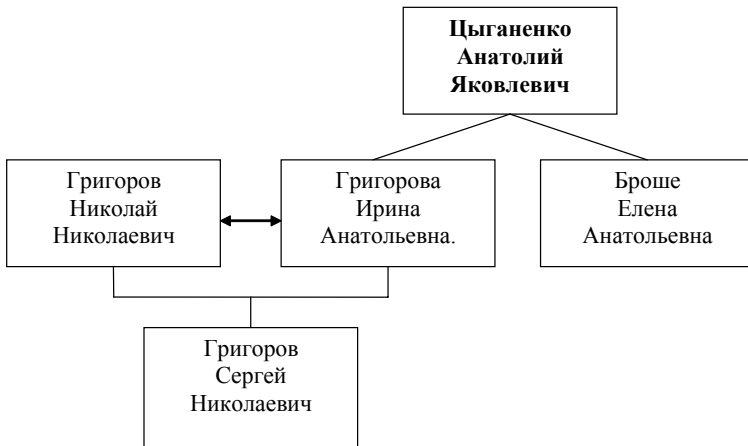 Цыганенко
Анатолий
Яковлевич
Григоров
Николай
Николаевич
Григорова
Ирина
Анатольевна.
Броше
Елена
Анатольевна
Григоров
Сергей
Николаевич